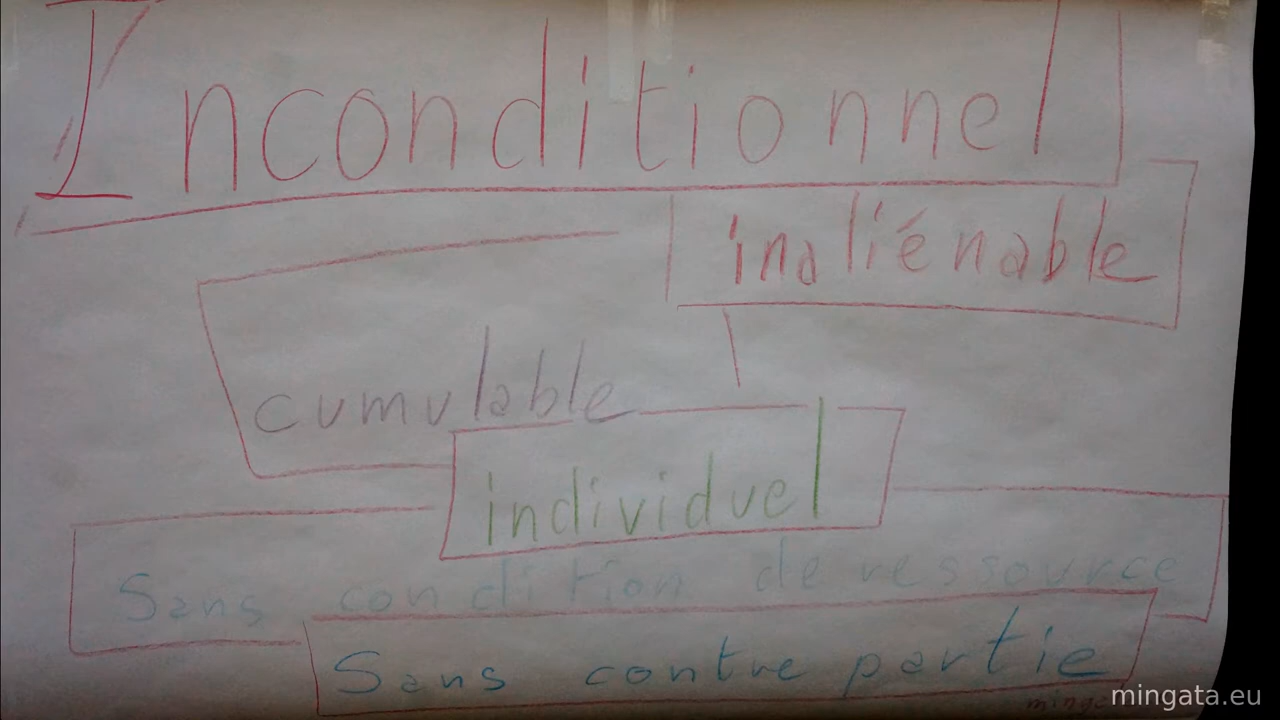 Inconditionnel
inaliénable
cumulable
individuel
Sans condition de ressource
Sans contre partie
mingata.eu